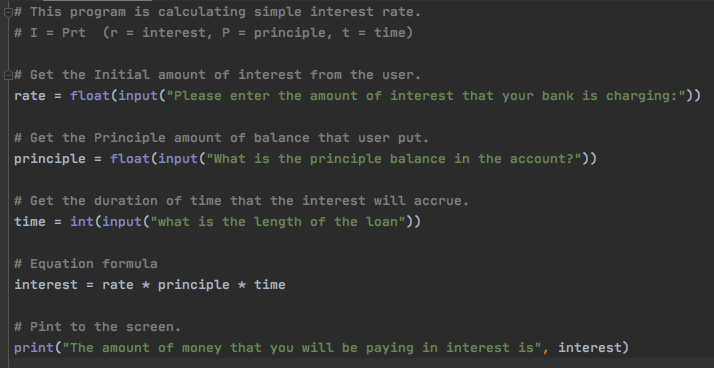 # This program is calculating simple interest rate.
# I = Prt  (r = interest, P = principle, t = time)
# Get the Initial amount of interest from the user.
rate = float(input("Please enter the amount of interest that your bank is charging:"))
# Get the Principle amount of balance that user put.
principle = float(input("What is the principle balance in the account?"))
# Get the duration of time that the interest will accrue.
time = int(input("what is the length of the loan"))
# Equation formula
interest = rate * principle * time
# Pint to the screen.
print("The amount of money that you will be paying in interest is", interest)